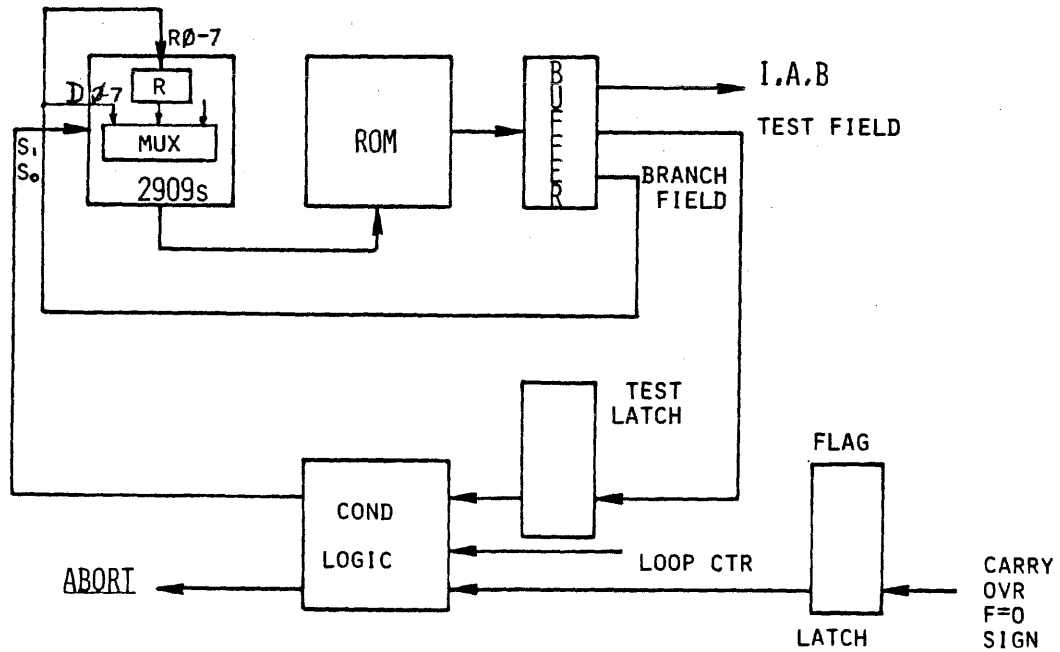 RØ-7
DØ-7
R
MUX
S₁
S₀
2909s
ROM
BUFFER
I.A.B
TEST FIELD
BRANCH
FIELD
TEST
LATCH
FLAG
LATCH
COND
LOGIC
LOOP CTR
ABORT
CARRY
OVR
F=0
SIGN